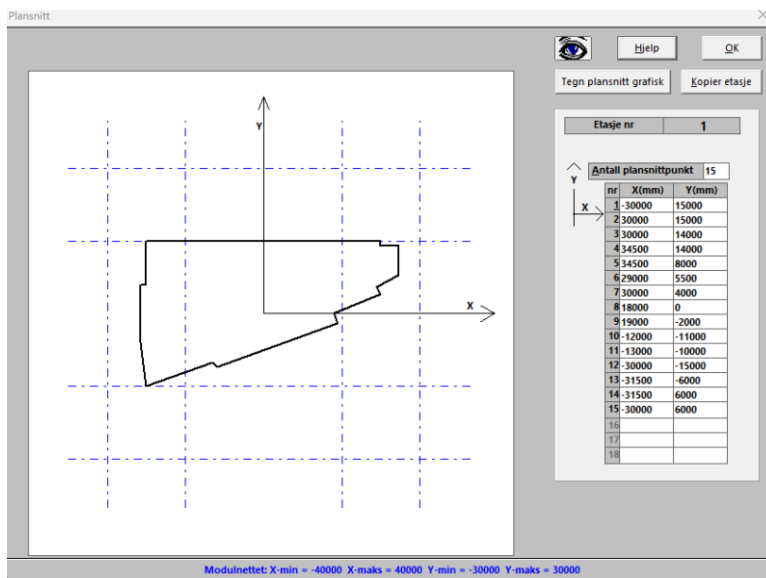 Plansnitt
Hjelp
OK
Tegn plansnitt grafisk
Kopier etasje
Etasje nr 1
Antall plansnittpunkt 15
Y
X
nr X(mm) Y(mm)
1 -30000 15000
2 30000 15000
3 30000 14000
4 34500 14000
5 34500 8000
6 29000 5500
7 30000 4000
8 18000 0
9 19000 -2000
10 -12000 -11000
11 -13000 -10000
12 -30000 -15000
13 -31500 -6000
14 -31500 6000
15 -30000 6000
16
17
18
Y
X
Modulnettet: X-min = -40000 X-maks = 40000 Y-min = -30000 Y-maks = 30000